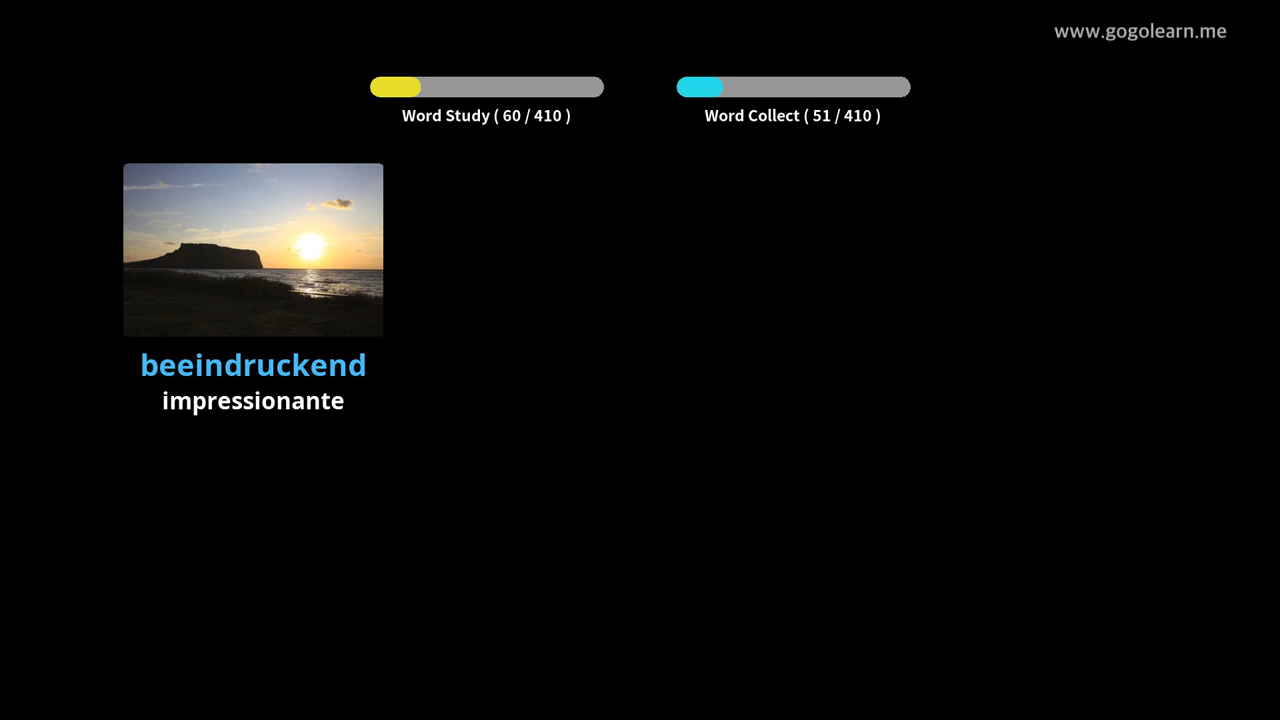 www.gogolearn.me
Word Study ( 60 / 410 )
Word Collect ( 51 / 410 )
beeindruckend
impressionante